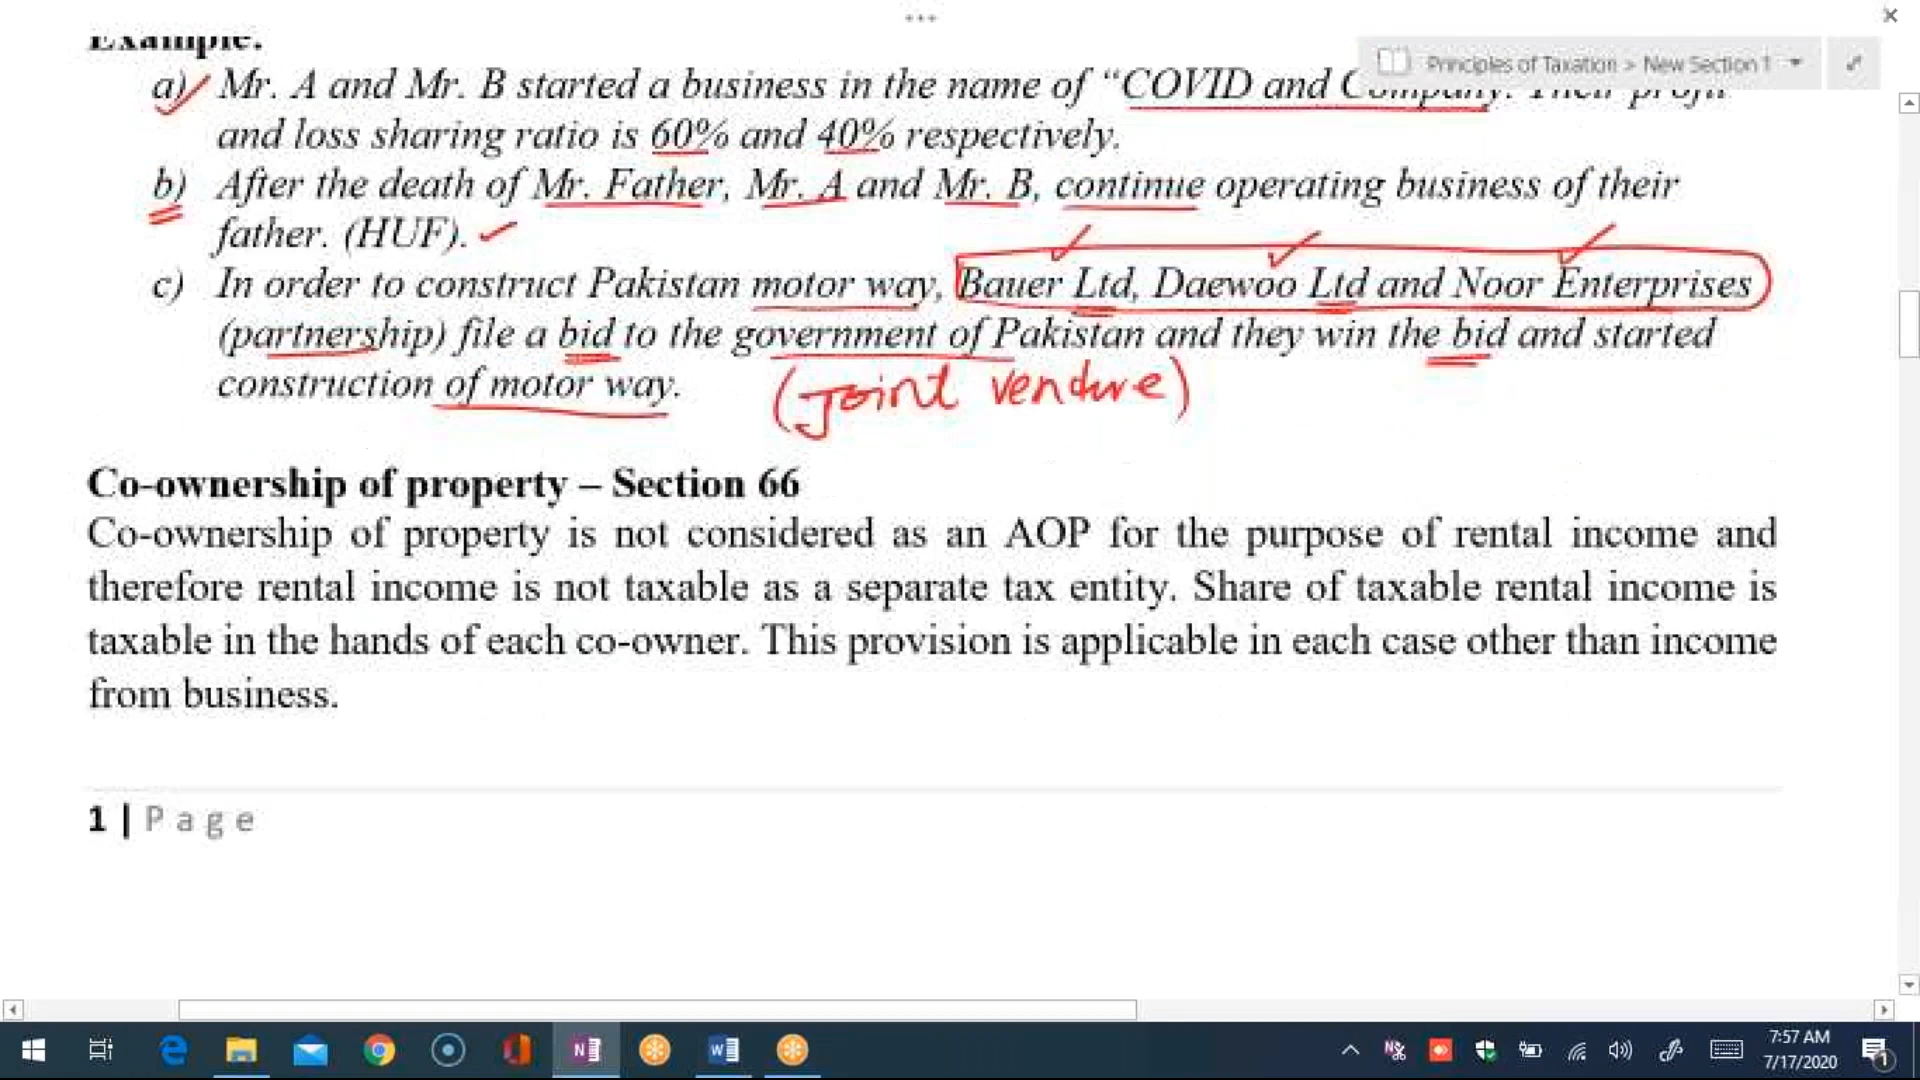 Example:
Principles of Taxation > New Section 1
a) Mr. A and Mr. B started a business in the name of “COVID and Company. Their profit
and loss sharing ratio is 60% and 40% respectively.
b) After the death of Mr. Father, Mr. A and Mr. B, continue operating business of their
father. (HUF).
c) In order to construct Pakistan motor way, Bauer Ltd, Daewoo Ltd and Noor Enterprises
(partnership) file a bid to the government of Pakistan and they win the bid and started
construction of motor way. (Joint venture)
Co-ownership of property – Section 66
Co-ownership of property is not considered as an AOP for the purpose of rental income and
therefore rental income is not taxable as a separate tax entity. Share of taxable rental income is
taxable in the hands of each co-owner. This provision is applicable in each case other than income
from business.
1 | Page
7:57 AM
7/17/2020